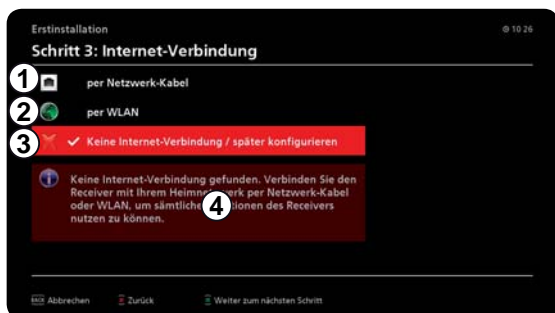 Erstinstallation
10 26
Schritt 3: Internet-Verbindung
1 per Netzwerk-Kabel
2 per WLAN
3 Keine Internet-Verbindung / später konfigurieren
Keine Internet-Verbindung gefunden. Verbinden Sie den
Receiver mit Ihrem per Netzwerk-Kabel
oder WLAN, um sämtliche 4 des Receivers
nutzen zu können.
BACK Abbrechen Zurück Weiter zum nächsten Schritt